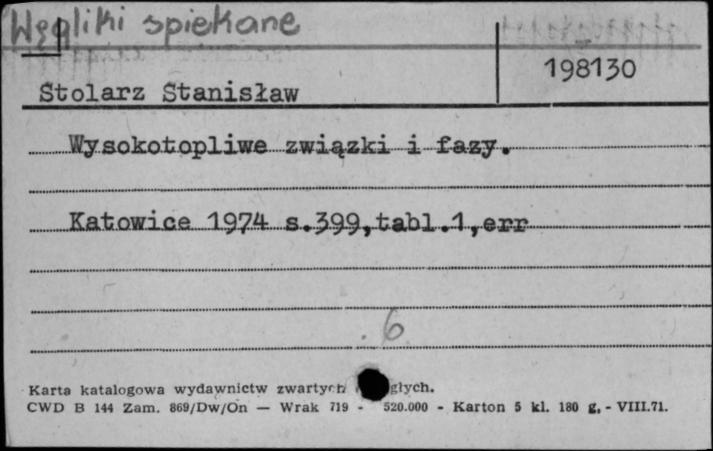 Węgliki spiekane
198130
Stolarz Stanisław
Wysokotopliwe związki i fazy.
Katowice 1974 s.399,tabl.1,err
6
Karta katalogowa wydawnictw zwartych głych.
CWD B 144 Zam. 869/Dw/On — Wrak 719 - 520.000 - Karton 5 kl. 180 g. - VIII.71.